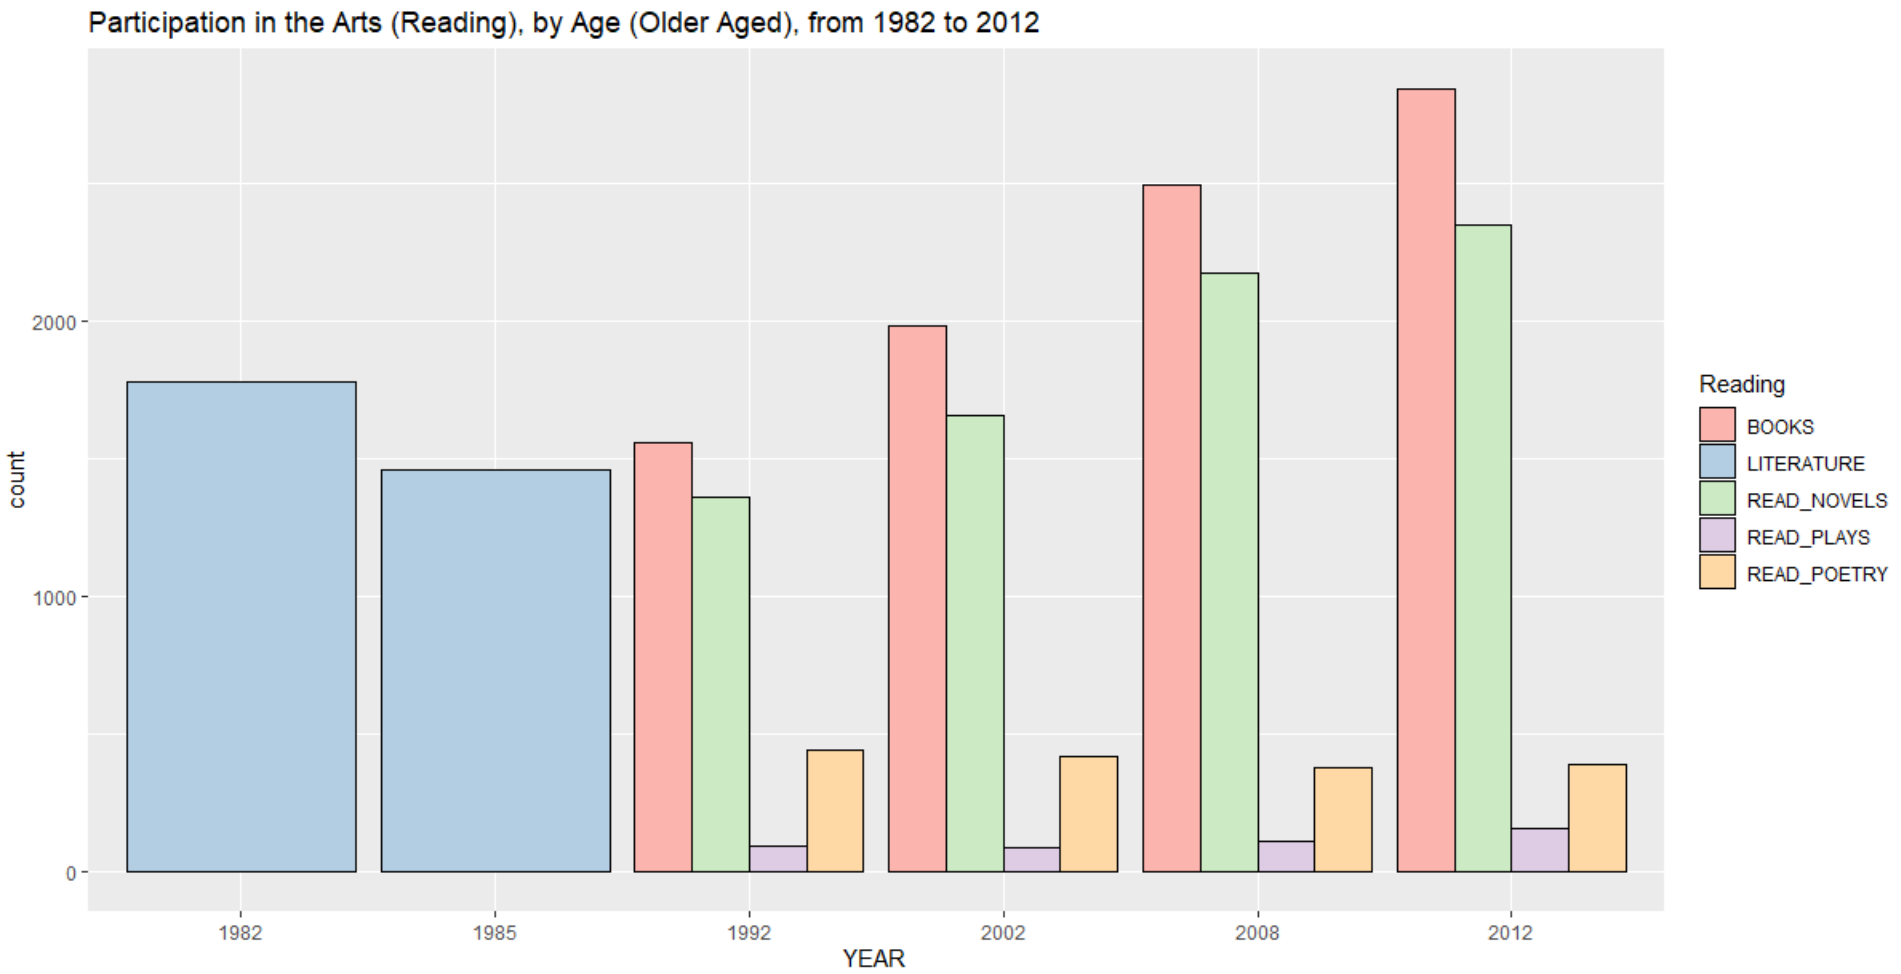 Participation in the Arts (Reading), by Age (Older Aged), from 1982 to 2012
count
2000
1000
0
1982
1985
1992
2002
2008
2012
YEAR
Reading
BOOKS
LITERATURE
READ_NOVELS
READ_PLAYS
READ_POETRY